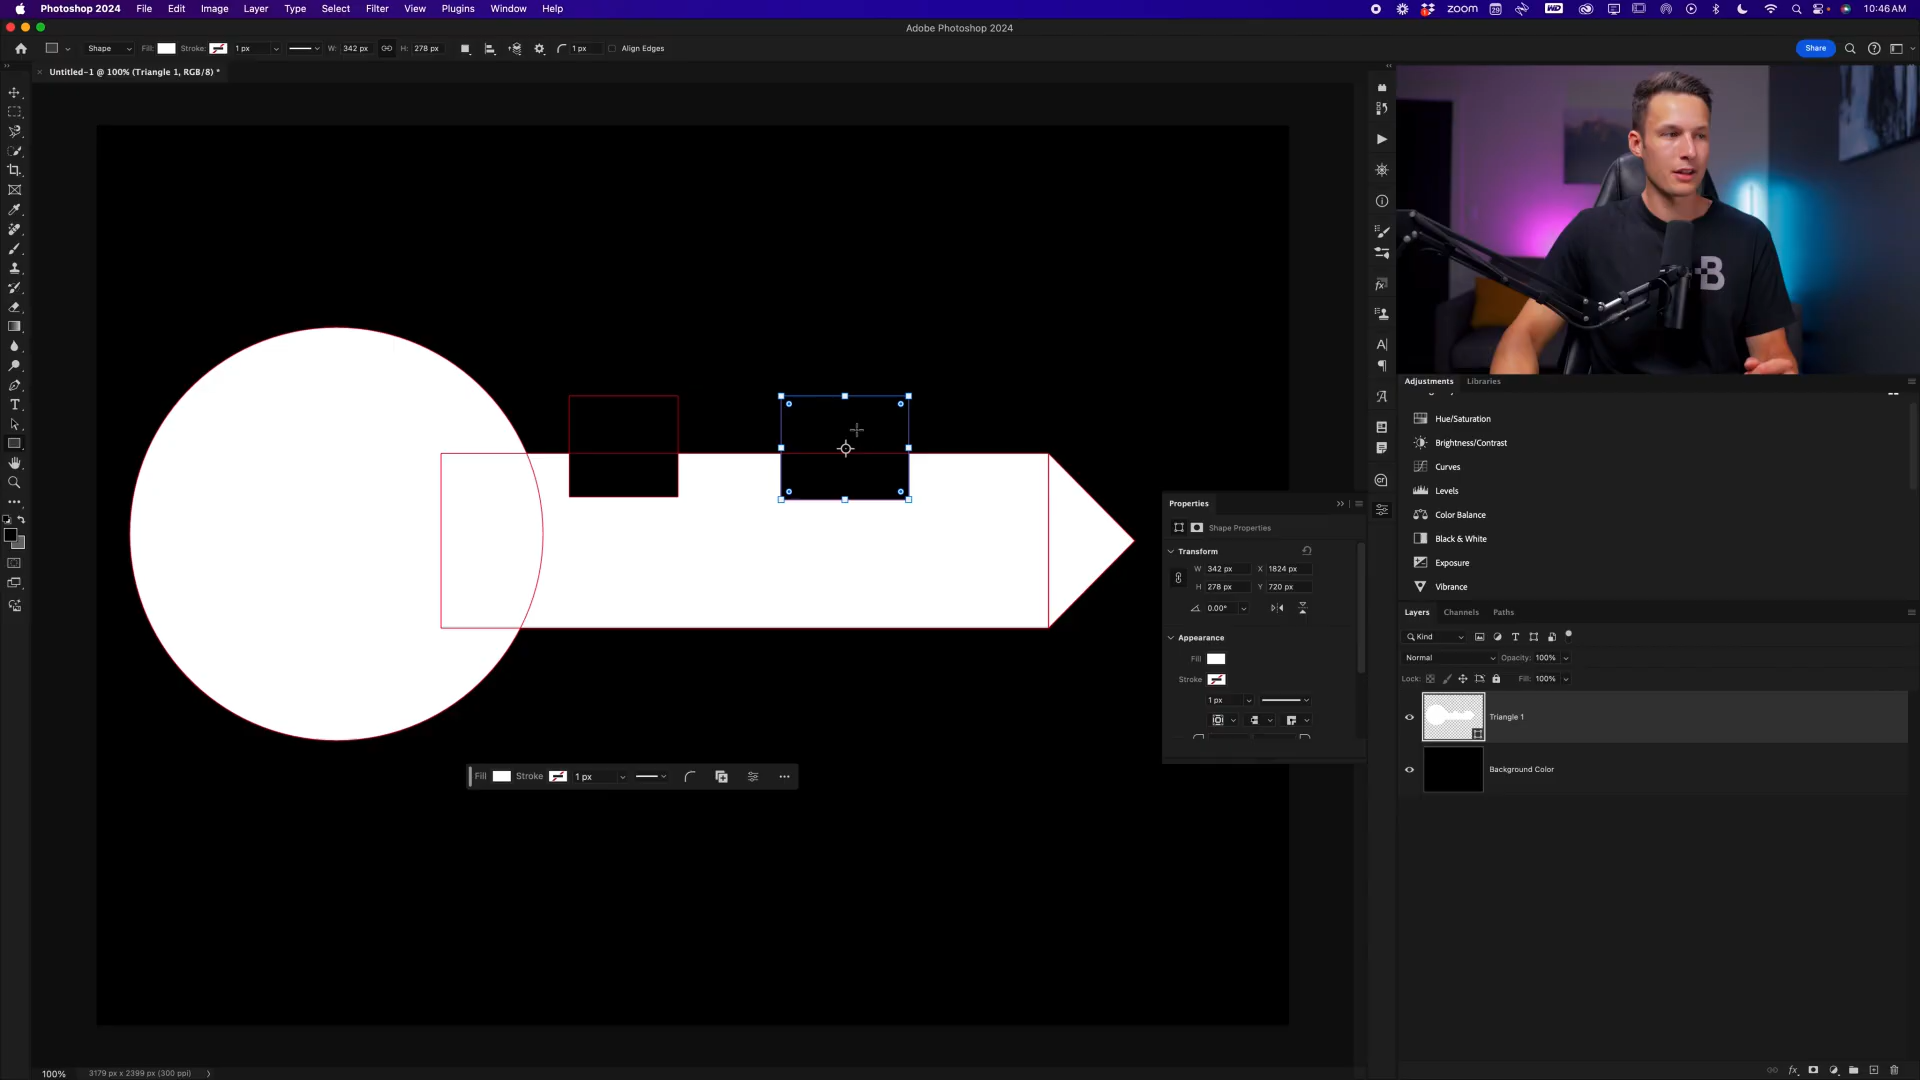 Photoshop 2024 File Edit Image Layer Type Select Filter View Plugins Window Help zoom WD 10:46 AM
Adobe Photoshop 2024
Shape Fill: Stroke: 1 px W: 342 px H: 278 px 1 px Align Edges Share
Untitled-1 @ 100% (Triangle 1, RGB/8) *
B
Adjustments Libraries
Hue/Saturation
Brightness/Contrast
Curves
Levels
Color Balance
Black & White
Exposure
Vibrance
Properties
Shape Properties
Transform
W 342 px X 1824 px
H 278 px Y 720 px
0.00°
Appearance
Fill
Stroke
1 px
Layers Channels Paths
Kind
Normal Opacity: 100%
Lock: Fill: 100%
Triangle 1
Background Color
Fill Stroke 1 px
100% 3179 px x 2399 px (300 ppi)